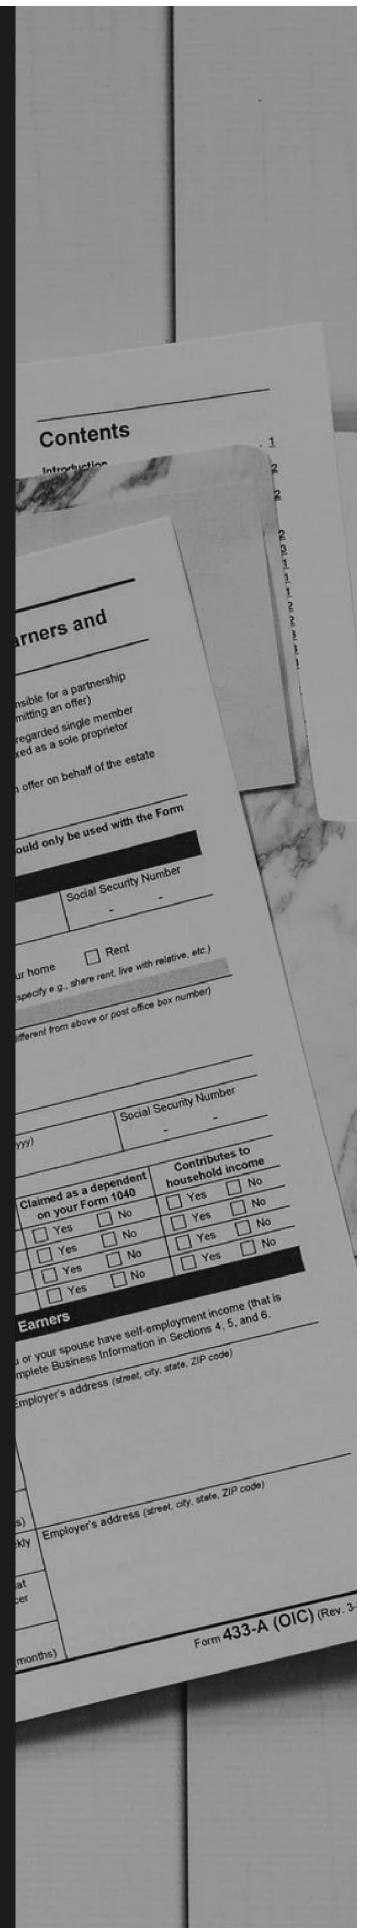 Contents
Introduction
1
2
2
arners and
nsible for a partnership
mitting an offer)
regarded single member
xed as a sole proprietor
offer on behalf of the estate
ould only be used with the Form
Social Security Number
ur home Rent
specify e.g., share rent, live with relative, etc.)
ifferent from above or post office box number)
yyy) Social Security Number
Claimed as a dependent
on your Form 1040
Contributes to
household income
Yes No Yes No
Yes No Yes No
Yes No Yes No
Yes No Yes No
Earners
u or your spouse have self-employment income (that is
mplete Business Information in Sections 4, 5, and 6.
Employer's address (street, city, state, ZIP code)
s)
kly Employer's address (street, city, state, ZIP code)
at
cer
months)
Form 433-A (OIC) (Rev. 3-